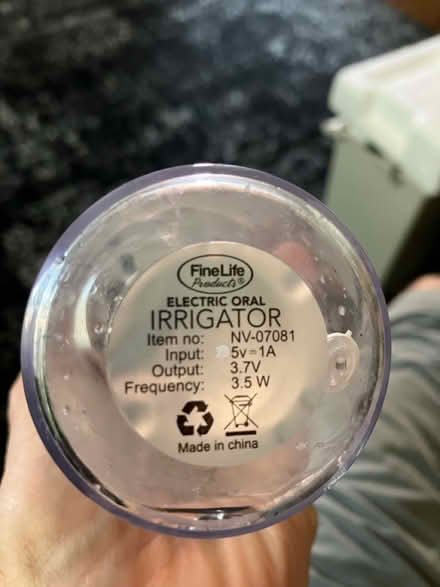 FineLife
Products®
ELECTRIC ORAL
IRRIGATOR
Item no: NV-07081
Input: 5v=1A
Output: 3.7V
Frequency: 3.5 W
Made in china